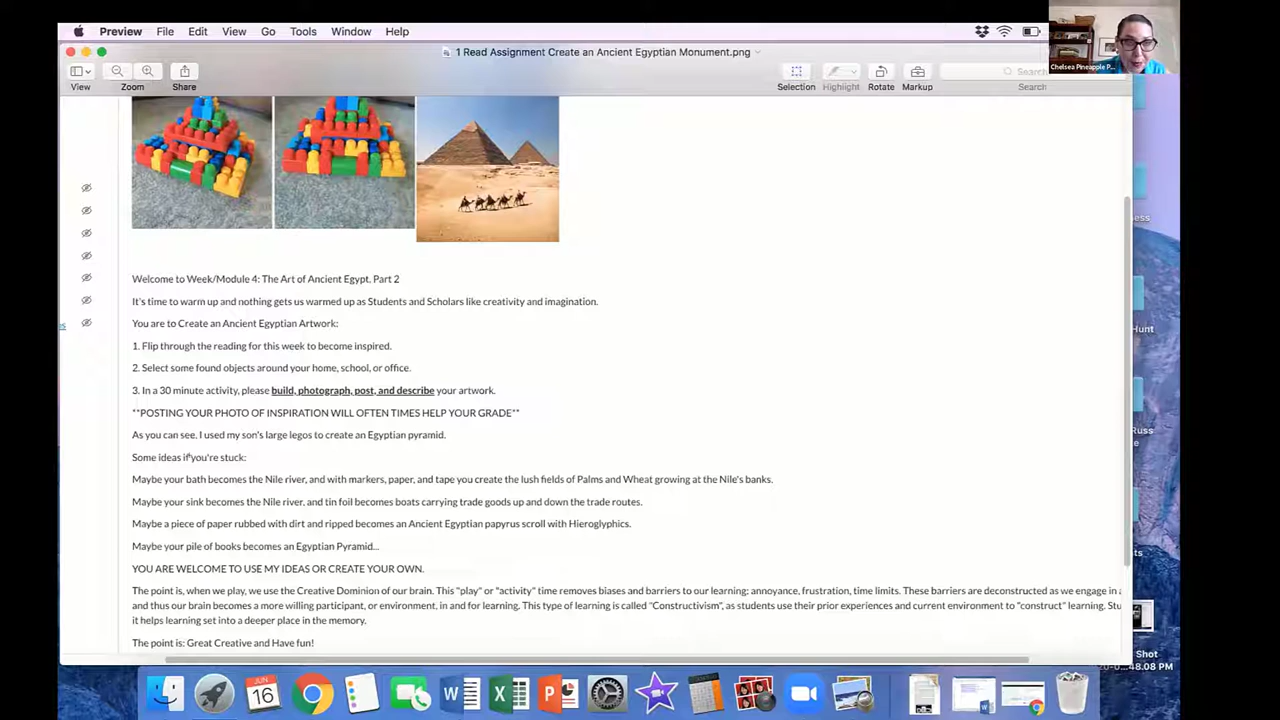 Preview File Edit View Go Tools Window Help
1 Read Assignment Create an Ancient Egyptian Monument.png
Chelsea Pineapple P...
View Zoom Share Selection Highlight Rotate Markup Search
Search
Welcome to Week/Module 4: The Art of Ancient Egypt. Part 2
It's time to warm up and nothing gets us warmed up as Students and Scholars like creativity and imagination.
You are to Create an Ancient Egyptian Artwork:
1. Flip through the reading for this week to become inspired.
2. Select some found objects around your home, school, or office.
3. In a 30 minute activity, please build, photograph, post, and describe your artwork.
**POSTING YOUR PHOTO OF INSPIRATION WILL OFTEN TIMES HELP YOUR GRADE**
As you can see, I used my son's large legos to create an Egyptian pyramid.
Some ideas if you're stuck:
Maybe your bath becomes the Nile river, and with markers, paper, and tape you create the lush fields of Palms and Wheat growing at the Nile's banks.
Maybe your sink becomes the Nile river, and tin foil becomes boats carrying trade goods up and down the trade routes.
Maybe a piece of paper rubbed with dirt and ripped becomes an Ancient Egyptian papyrus scroll with Hieroglyphics.
Maybe your pile of books becomes an Egyptian Pyramid...
YOU ARE WELCOME TO USE MY IDEAS OR CREATE YOUR OWN.
The point is, when we play, we use the Creative Dominion of our brain. This "play" or "activity" time removes biases and barriers to our learning: annoyance, frustration, time limits. These barriers are deconstructed as we engage in
and thus our brain becomes a more willing participant, or environment, in and for learning. This type of learning is called "Constructivism", as students use their prior experiences and current environment to "construct" learning. Stu
it helps learning set into a deeper place in the memory.
The point is: Great Creative and Have fun!
ess
Hunt
Russ
te
ts
Shot
48.08 PM
JUN
16